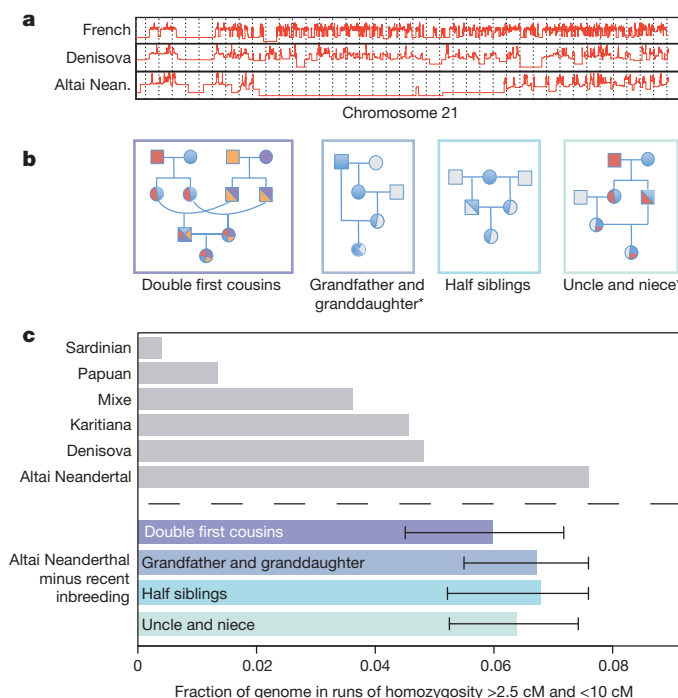 a
French
Denisova
Altai Nean.
Chromosome 21
b
Double first cousins
Grandfather and
granddaughter*
Half siblings
Uncle and niece*
c
Sardinian
Papuan
Mixe
Karitiana
Denisova
Altai Neandertal
Altai Neanderthal
minus recent
inbreeding
Double first cousins
Grandfather and granddaughter
Half siblings
Uncle and niece
0 0.02 0.04 0.06 0.08
Fraction of genome in runs of homozygosity >2.5 cM and <10 cM